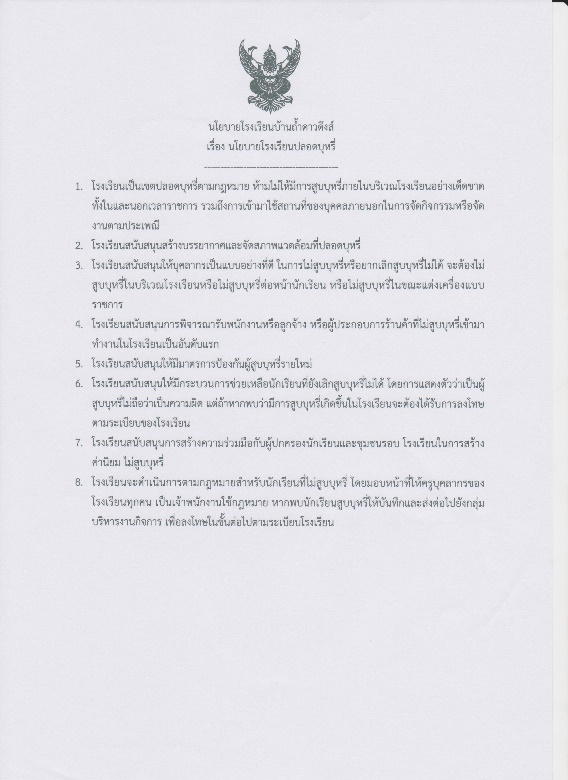 นโยบายโรงเรียนบ้านถ้ำดาวดึงส์
เรื่อง นโยบายโรงเรียนปลอดบุหรี่
1. โรงเรียนเป็นเขตปลอดบุหรี่ตามกฎหมาย ห้ามไม่ให้มีการสูบบุหรี่ภายในบริเวณโรงเรียนอย่างเด็ดขาด
ทั้งในและนอกเวลาราชการ รวมถึงการเข้ามาใช้สถานที่ของบุคคลภายนอกในการจัดกิจกรรมหรือจัด
งานตามประเพณี
2. โรงเรียนสนับสนุนสร้างบรรยากาศและจัดสภาพแวดล้อมที่ปลอดบุหรี่
3. โรงเรียนสนับสนุนให้บุคลากรเป็นแบบอย่างที่ดี ในการไม่สูบบุหรี่หรือยากเลิกสูบบุหรี่ไม่ได้ จะต้องไม่
สูบบุหรี่ในบริเวณโรงเรียนหรือไม่สูบบุหรี่ต่อหน้านักเรียน หรือไม่สูบบุหรี่ในขณะแต่งเครื่องแบบ
ราชการ
4. โรงเรียนสนับสนุนการพิจารณารับพนักงานหรือลูกจ้าง หรือผู้ประกอบการร้านค้าที่ไม่สูบบุหรี่เข้ามา
ทำงานในโรงเรียนเป็นอันดับแรก
5. โรงเรียนสนับสนุนให้มีมาตรการป้องกันผู้สูบบุหรี่รายใหม่
6. โรงเรียนสนับสนุนให้มีกระบวนการช่วยเหลือนักเรียนที่ยังเลิกสูบบุหรี่ไม่ได้ โดยการแสดงตัวว่าเป็นผู้
สูบบุหรี่ไม่ถือว่าเป็นความผิด แต่ถ้าหากพบว่ามีการสูบบุหรี่เกิดขึ้นในโรงเรียนจะต้องได้รับการลงโทษ
ตามระเบียบของโรงเรียน
7. โรงเรียนสนับสนุนการสร้างความร่วมมือกับผู้ปกครองนักเรียนและชุมชนรอบ โรงเรียนในการสร้าง
ค่านิยม ไม่สูบบุหรี่
8. โรงเรียนจะดำเนินการตามกฎหมายสำหรับนักเรียนที่ไม่สูบบุหรี่ โดยมอบหน้าที่ให้ครูบุคลากรของ
โรงเรียนทุกคน เป็นเจ้าพนักงานใช้กฎหมาย หากพบนักเรียนสูบบุหรี่ให้บันทึกและส่งต่อไปยังกลุ่ม
บริหารงานกิจการ เพื่อลงโทษในชั้นต่อไปตามระเบียบโรงเรียน